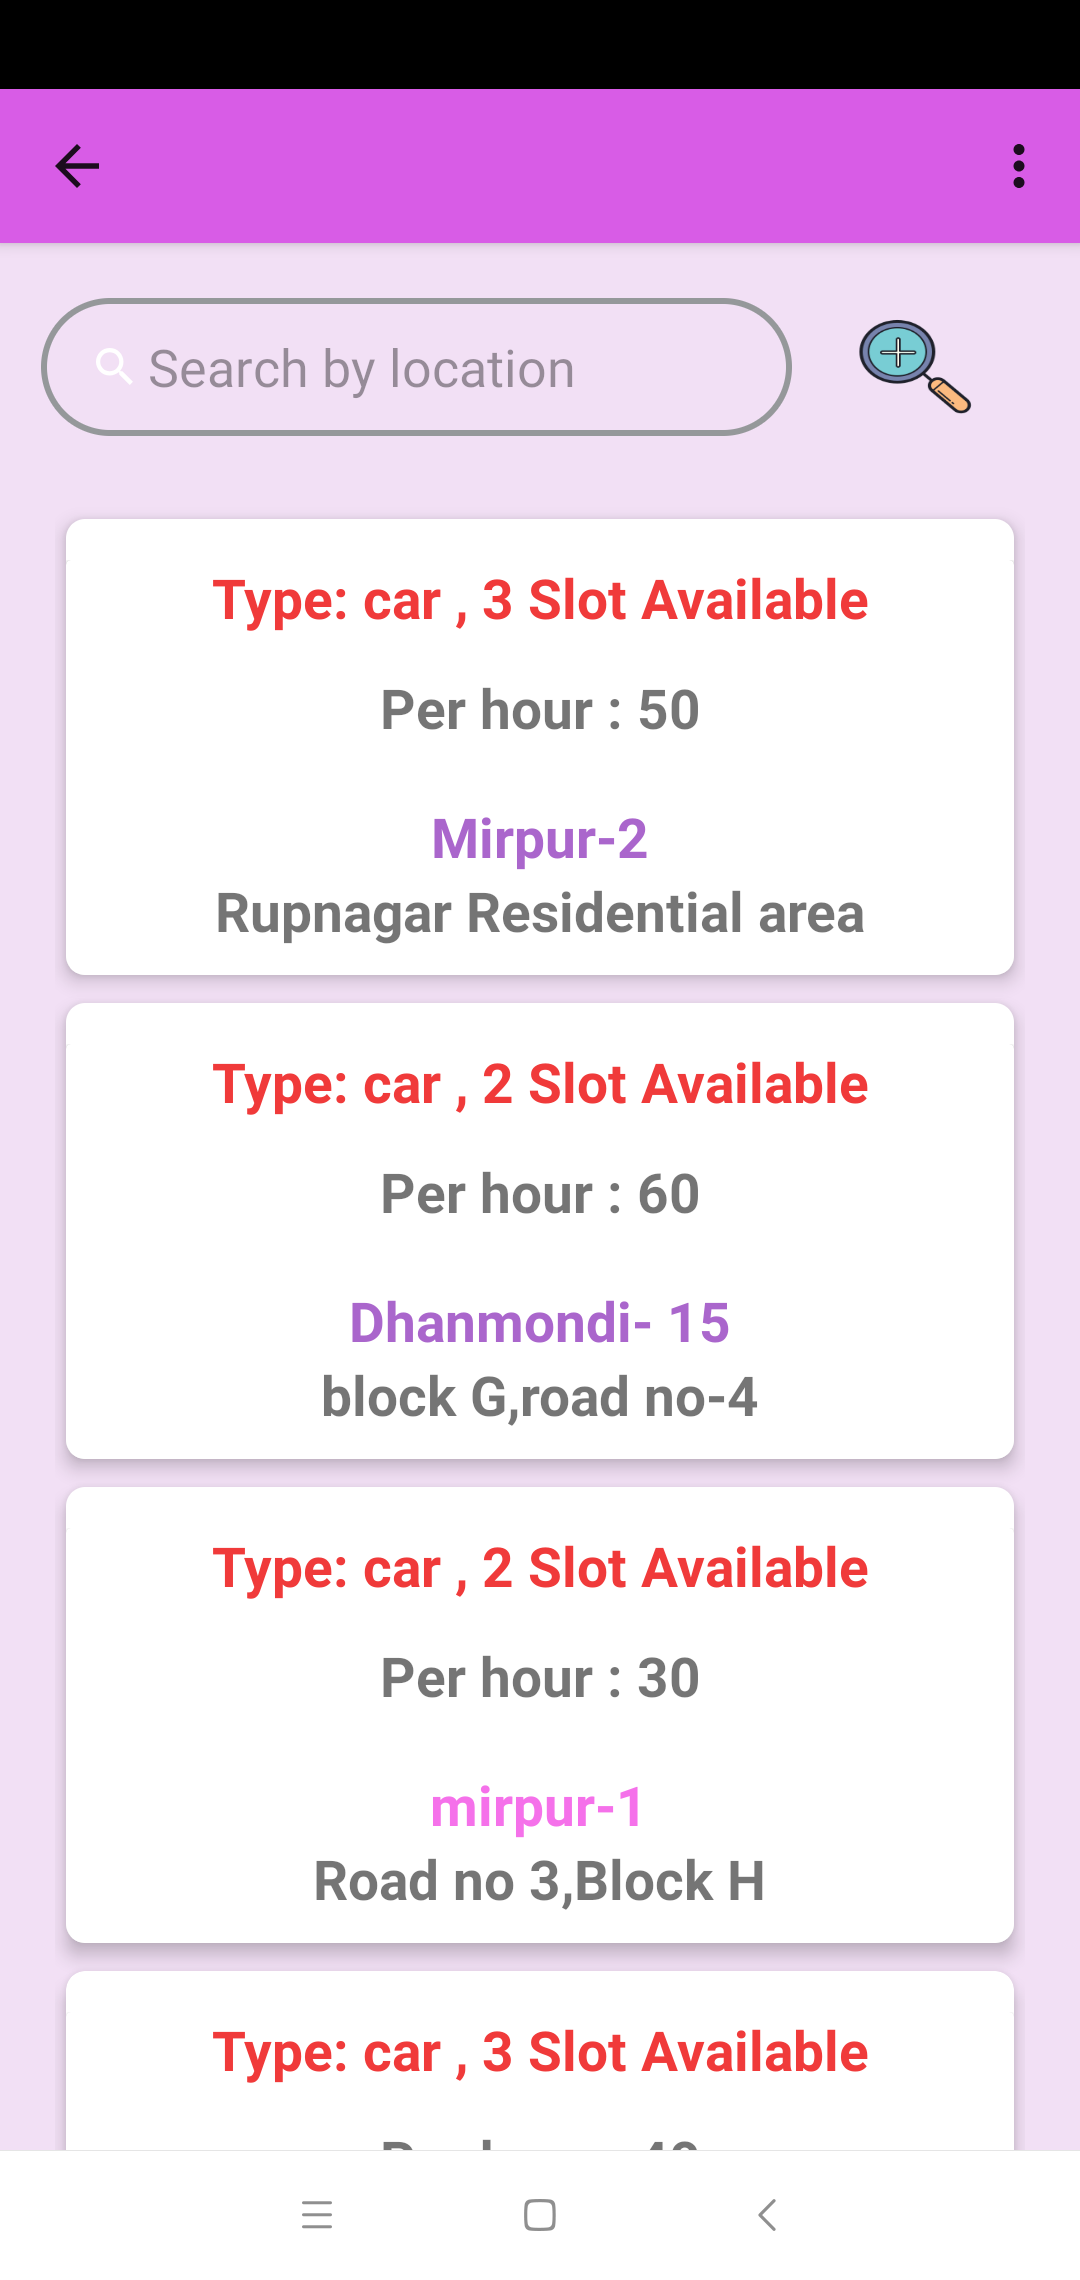 Search by location
Type: car , 3 Slot Available
Per hour : 50
Mirpur-2
Rupnagar Residential area
Type: car , 2 Slot Available
Per hour : 60
Dhanmondi- 15
block G,road no-4
Type: car , 2 Slot Available
Per hour : 30
mirpur-1
Road no 3,Block H
Type: car , 3 Slot Available